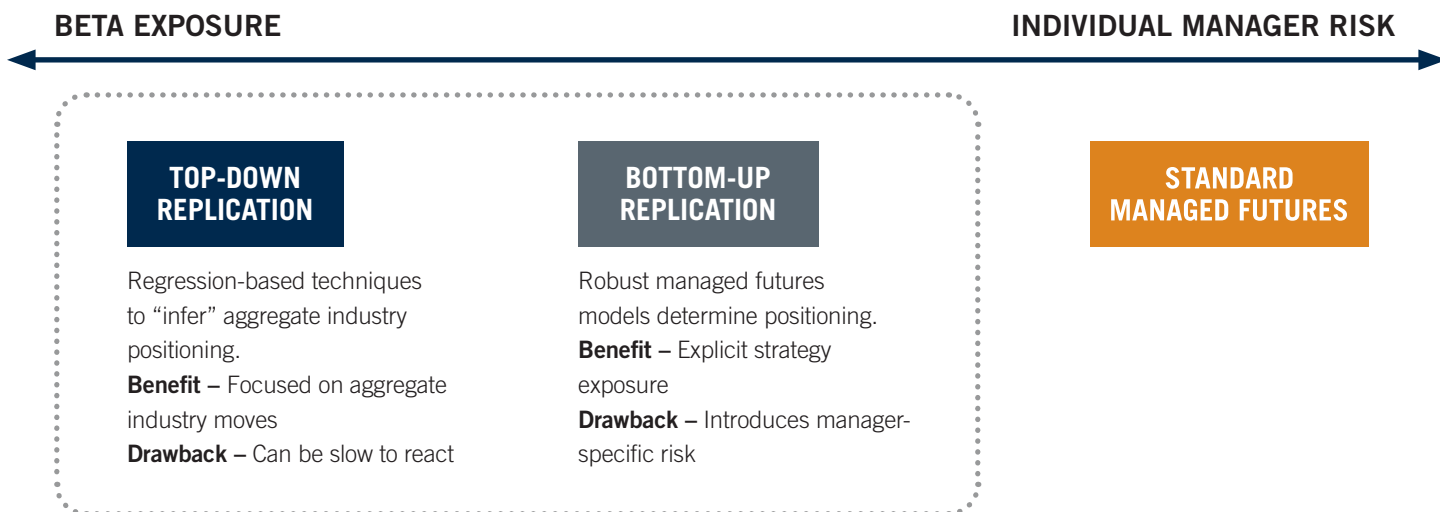 BETA EXPOSURE
INDIVIDUAL MANAGER RISK
TOP-DOWN
REPLICATION
Regression-based techniques
to “infer” aggregate industry
positioning.
Benefit – Focused on aggregate
industry moves
Drawback – Can be slow to react
BOTTOM-UP
REPLICATION
Robust managed futures
models determine positioning.
Benefit – Explicit strategy
exposure
Drawback – Introduces manager-
specific risk
STANDARD
MANAGED FUTURES